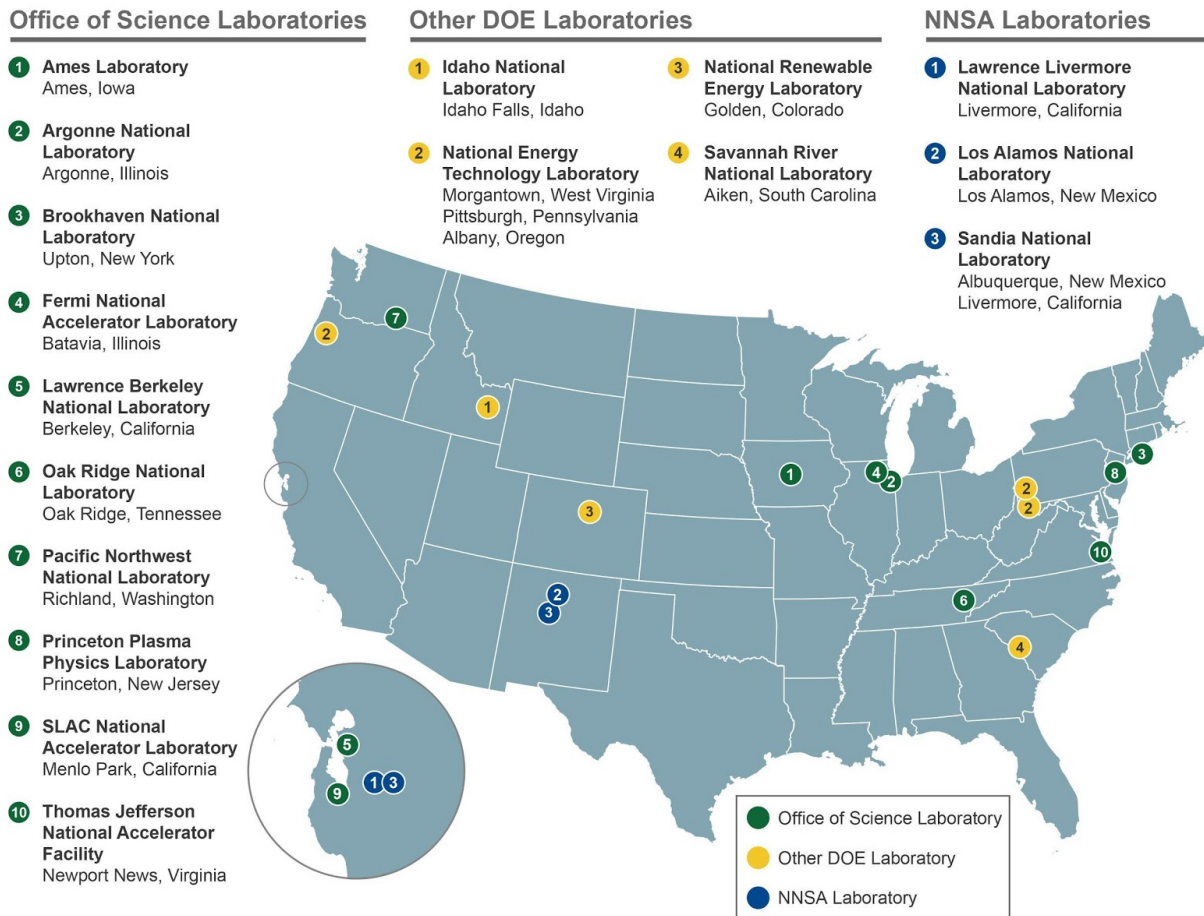 Office of Science Laboratories
1 Ames Laboratory
Ames, Iowa
2 Argonne National
Laboratory
Argonne, Illinois
3 Brookhaven National
Laboratory
Upton, New York
4 Fermi National
Accelerator Laboratory
Batavia, Illinois
5 Lawrence Berkeley
National Laboratory
Berkeley, California
6 Oak Ridge National
Laboratory
Oak Ridge, Tennessee
7 Pacific Northwest
National Laboratory
Richland, Washington
8 Princeton Plasma
Physics Laboratory
Princeton, New Jersey
9 SLAC National
Accelerator Laboratory
Menlo Park, California
10 Thomas Jefferson
National Accelerator
Facility
Newport News, Virginia
Other DOE Laboratories
1 Idaho National
Laboratory
Idaho Falls, Idaho
2 National Energy
Technology Laboratory
Morgantown, West Virginia
Pittsburgh, Pennsylvania
Albany, Oregon
3 National Renewable
Energy Laboratory
Golden, Colorado
4 Savannah River
National Laboratory
Aiken, South Carolina
NNSA Laboratories
1 Lawrence Livermore
National Laboratory
Livermore, California
2 Los Alamos National
Laboratory
Los Alamos, New Mexico
3 Sandia National
Laboratory
Albuquerque, New Mexico
Livermore, California
7
2
1
3
2
3
1
4
2
2
2
8
3
10
6
4
5
1
3
9
Office of Science Laboratory
Other DOE Laboratory
NNSA Laboratory